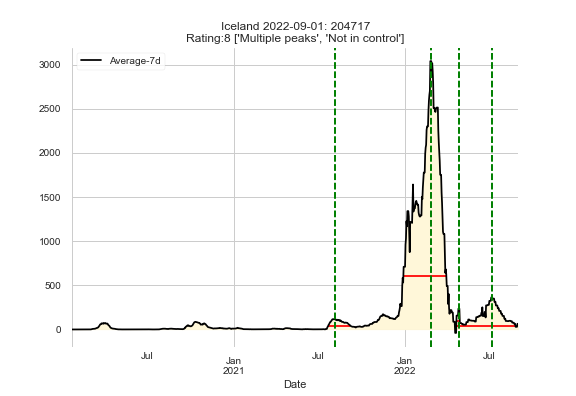 Iceland 2022-09-01: 204717
Rating:8 ['Multiple peaks', 'Not in control']
Average-7d
3000
2500
2000
1500
1000
500
0
Jul
Jan
2021
Jul
Jan
2022
Jul
Date